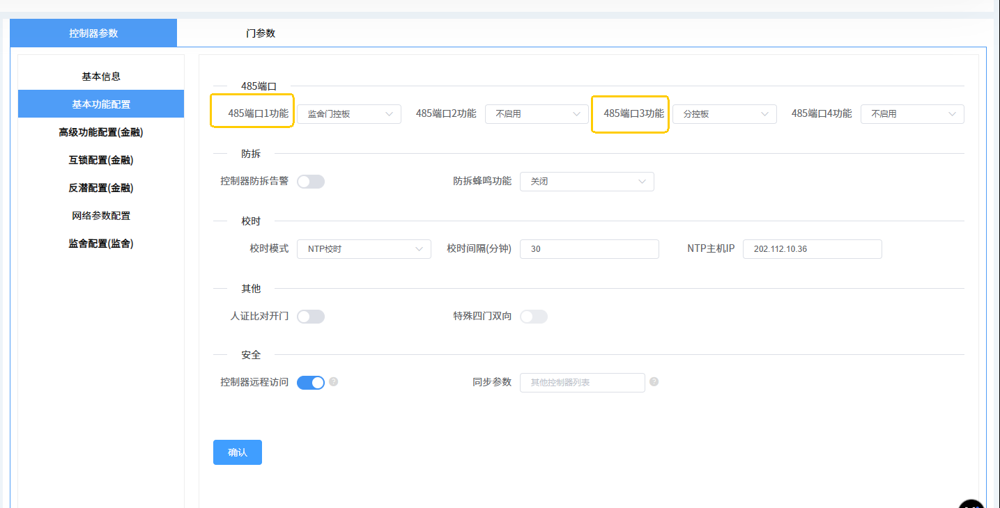 控制器参数 门参数
基本信息
基本功能配置
高级功能配置(金融)
互锁配置(金融)
反潜配置(金融)
网络参数配置
监舍配置(监舍)
485端口
485端口1功能 监舍门控板 485端口2功能 不启用 485端口3功能 分控板 485端口4功能 不启用
防拆
控制器防拆告警 防拆蜂鸣功能 关闭
校时
校时模式 NTP校时 校时间隔(分钟) 30 NTP主机IP 202.112.10.36
其他
人证比对开门 特殊四门双向
安全
控制器远程访问 ? 同步参数 其他控制器列表 ?
确认